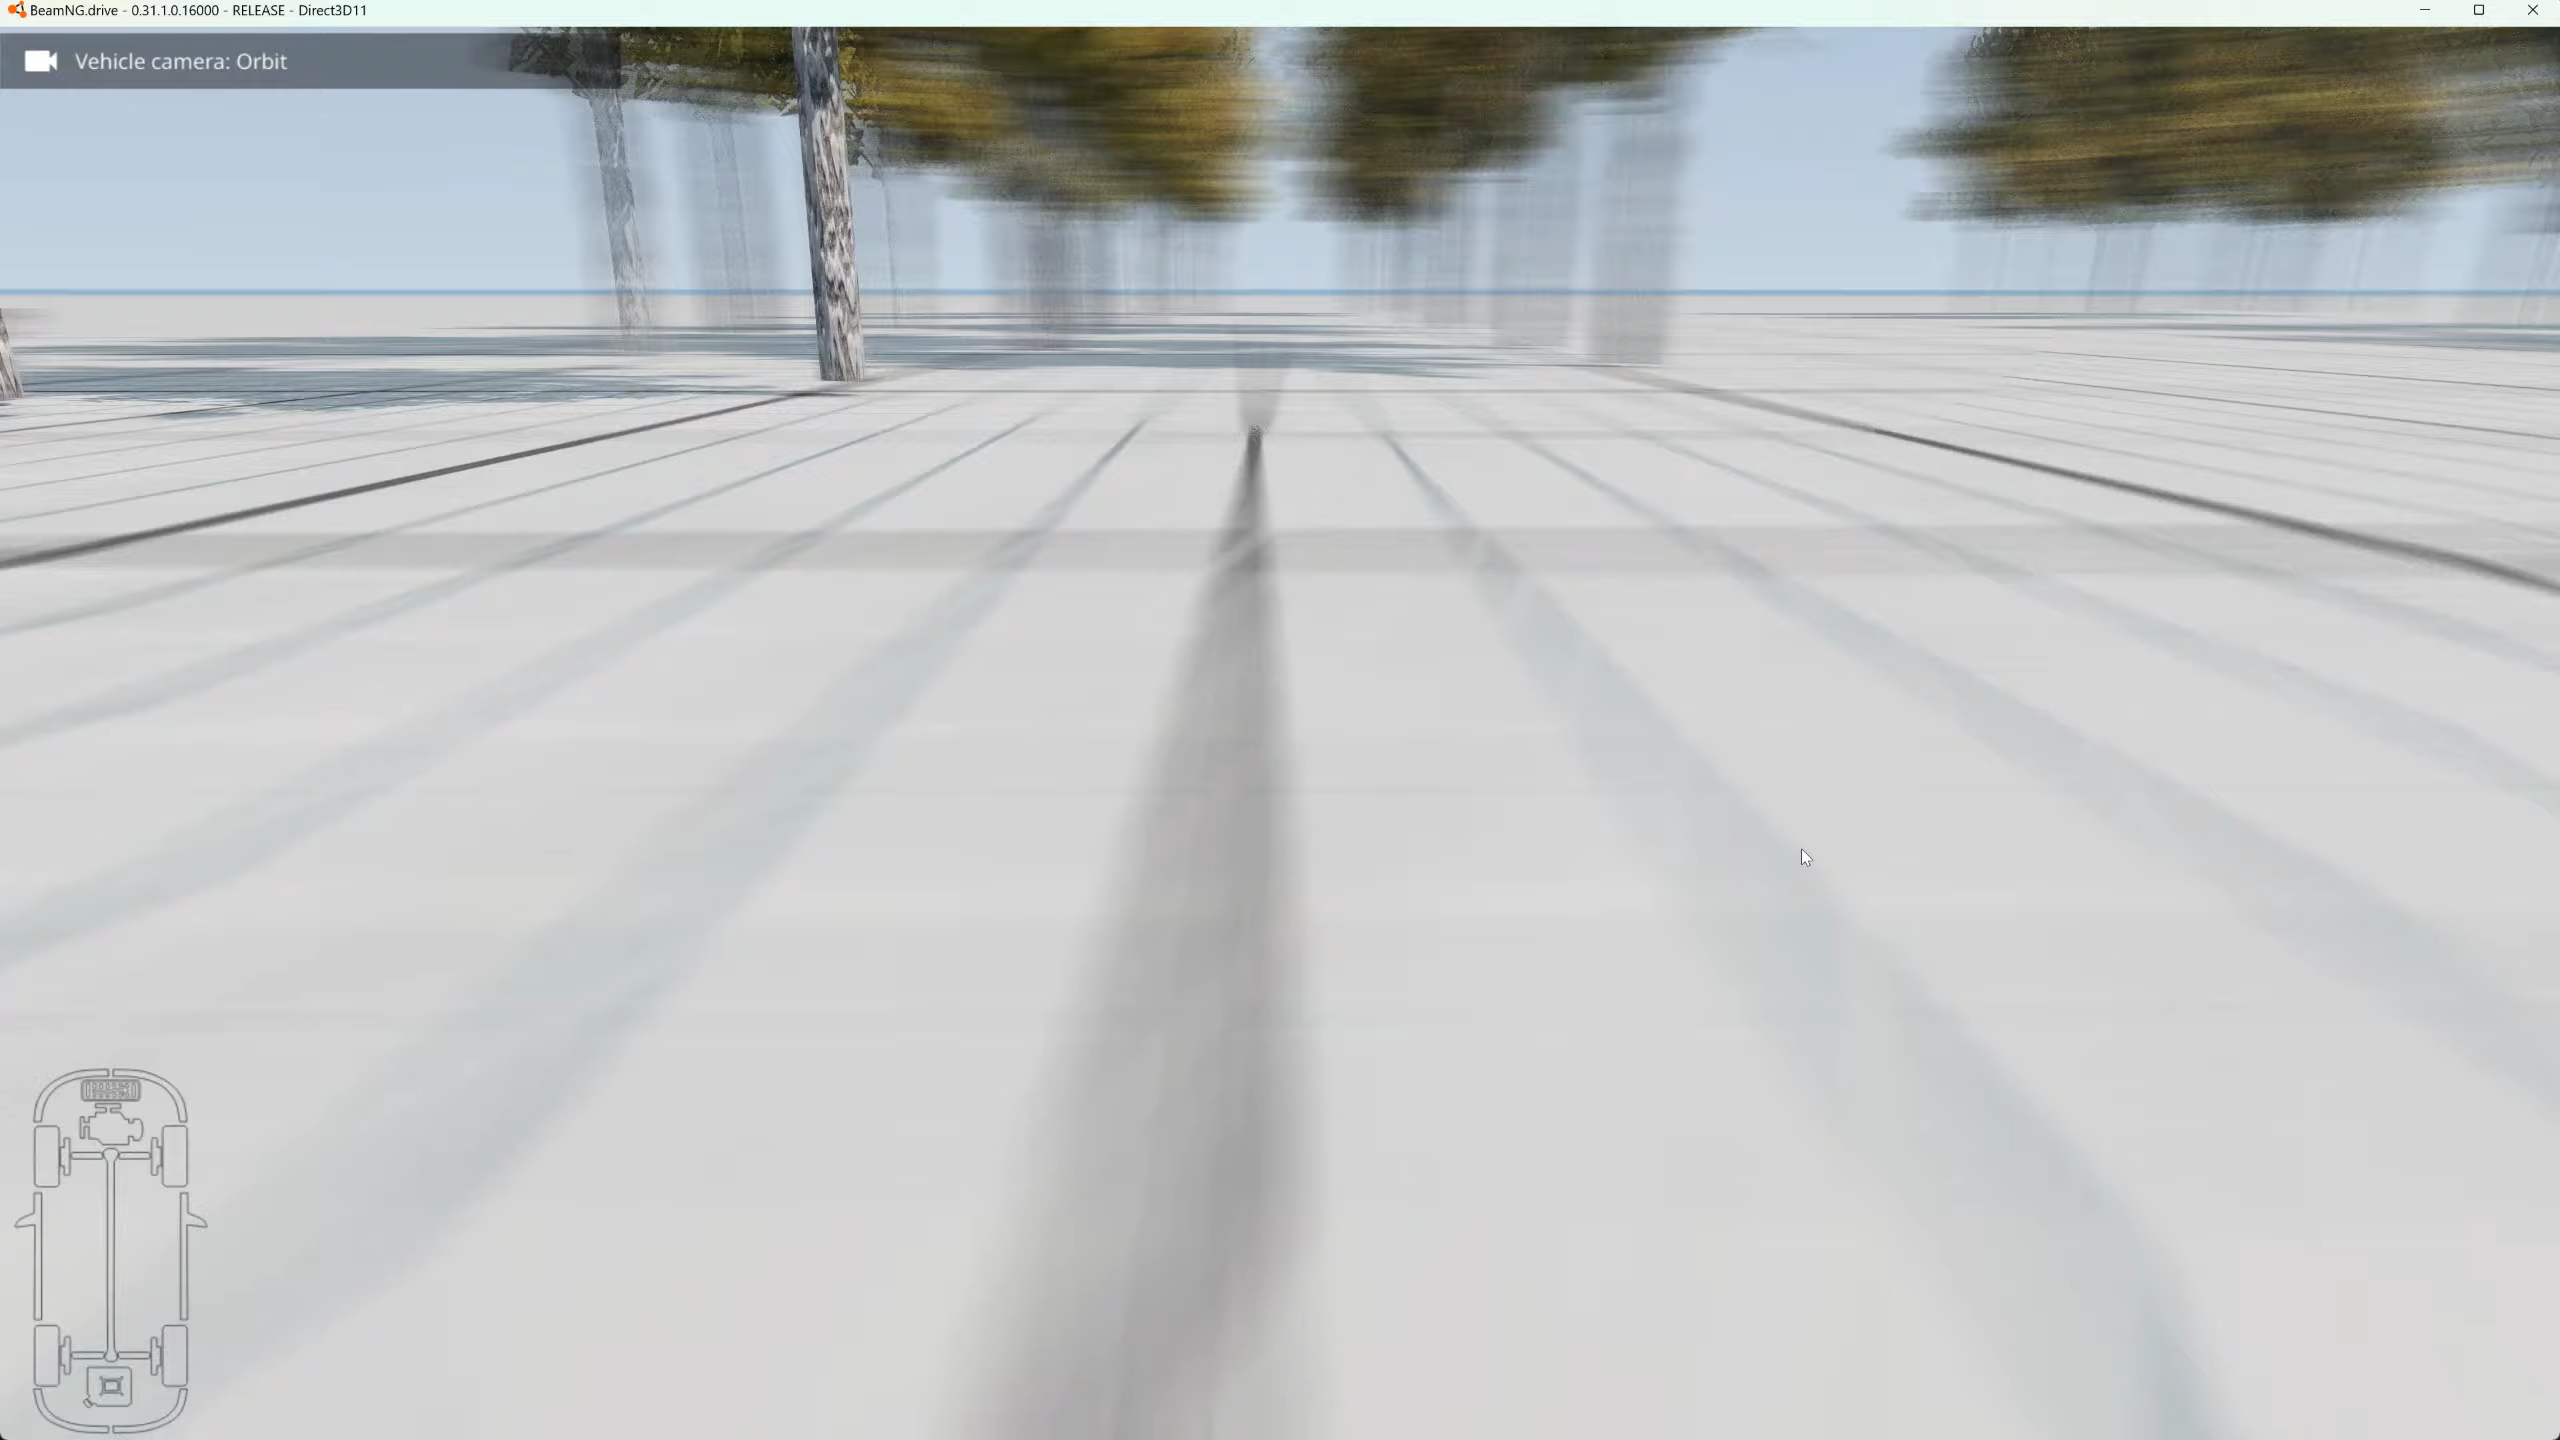 BeamNG.drive - 0.31.1.0.16000 - RELEASE - Direct3D11
Vehicle camera: Orbit